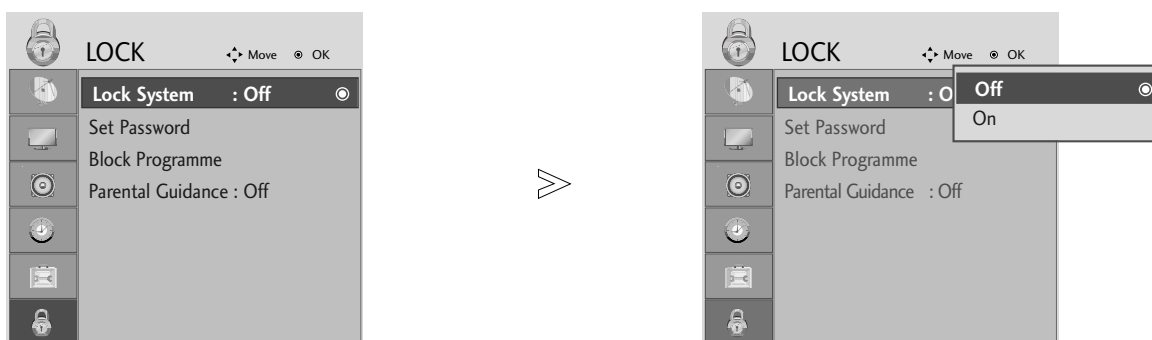 LOCK
Move OK
Lock System : Off
Set Password
Block Programme
Parental Guidance : Off
LOCK
Move OK
Lock System : O
Off
On
Set Password
Block Programme
Parental Guidance : Off